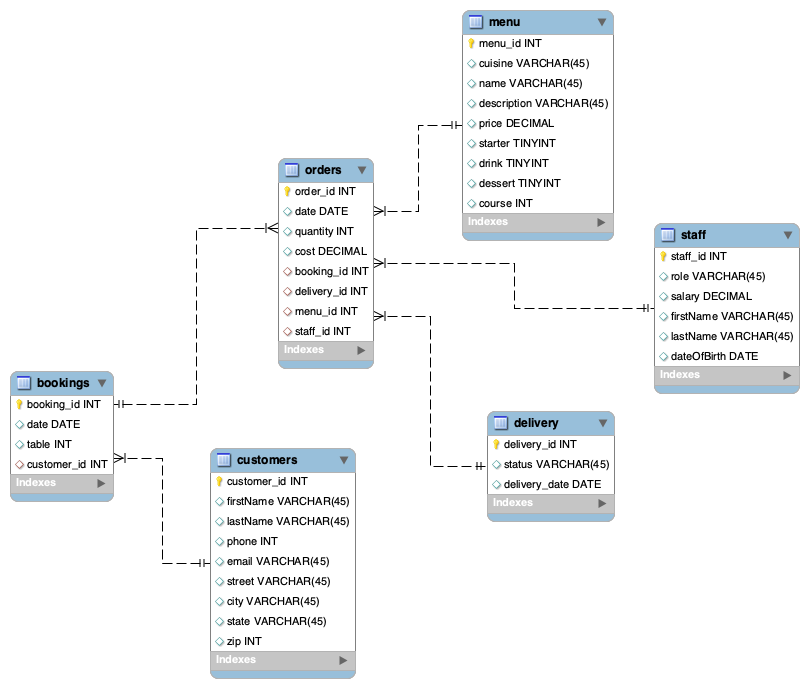 menu
menu_id INT
cuisine VARCHAR(45)
name VARCHAR(45)
description VARCHAR(45)
price DECIMAL
starter TINYINT
drink TINYINT
dessert TINYINT
course INT
Indexes
orders
order_id INT
date DATE
quantity INT
cost DECIMAL
booking_id INT
delivery_id INT
menu_id INT
staff_id INT
Indexes
staff
staff_id INT
role VARCHAR(45)
salary DECIMAL
firstName VARCHAR(45)
lastName VARCHAR(45)
dateOfBirth DATE
Indexes
bookings
booking_id INT
date DATE
table INT
customer_id INT
Indexes
delivery
delivery_id INT
status VARCHAR(45)
delivery_date DATE
Indexes
customers
customer_id INT
firstName VARCHAR(45)
lastName VARCHAR(45)
phone INT
email VARCHAR(45)
street VARCHAR(45)
city VARCHAR(45)
state VARCHAR(45)
zip INT
Indexes